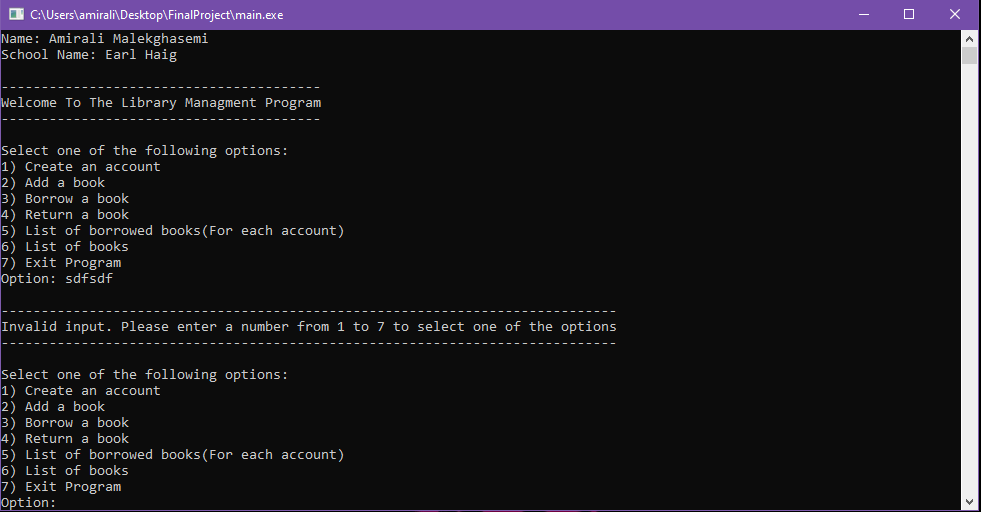 C:\Users\amirali\Desktop\FinalProject\main.exe
Name: Amirali Malekghasemi
School Name: Earl Haig
----------------------------------------
Welcome To The Library Managment Program
----------------------------------------
Select one of the following options:
1) Create an account
2) Add a book
3) Borrow a book
4) Return a book
5) List of borrowed books(For each account)
6) List of books
7) Exit Program
Option: sdfsdf
-----------------------------------------------------------------------------
Invalid input. Please enter a number from 1 to 7 to select one of the options
-----------------------------------------------------------------------------
Select one of the following options:
1) Create an account
2) Add a book
3) Borrow a book
4) Return a book
5) List of borrowed books(For each account)
6) List of books
7) Exit Program
Option: